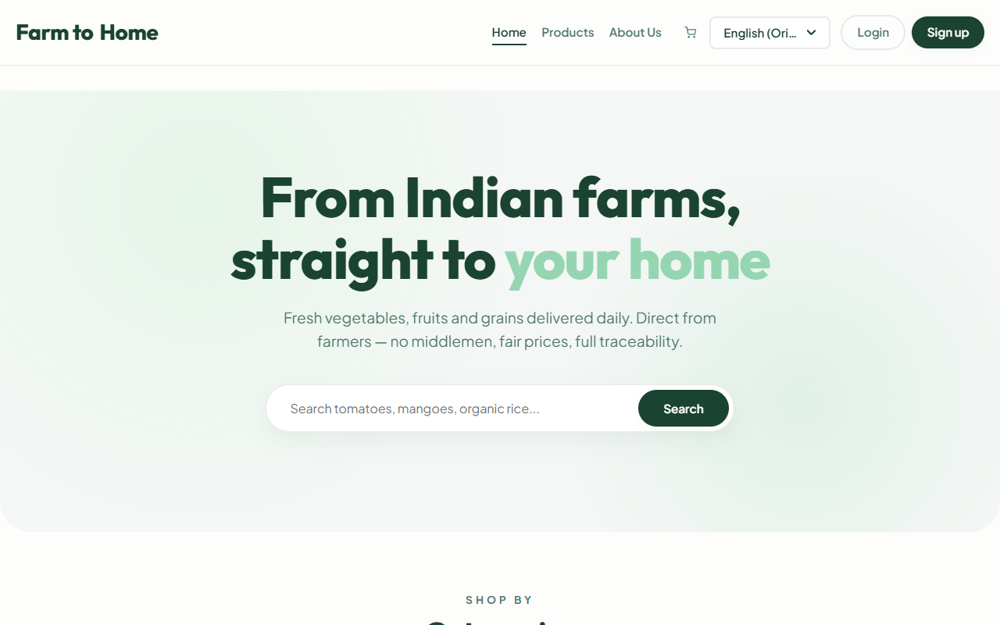 Farm to Home
Home
Products
About Us
English (Ori...
Login
Sign up
From Indian farms,
straight to your home
Fresh vegetables, fruits and grains delivered daily. Direct from
farmers — no middlemen, fair prices, full traceability.
Search tomatoes, mangoes, organic rice...
Search
SHOP BY